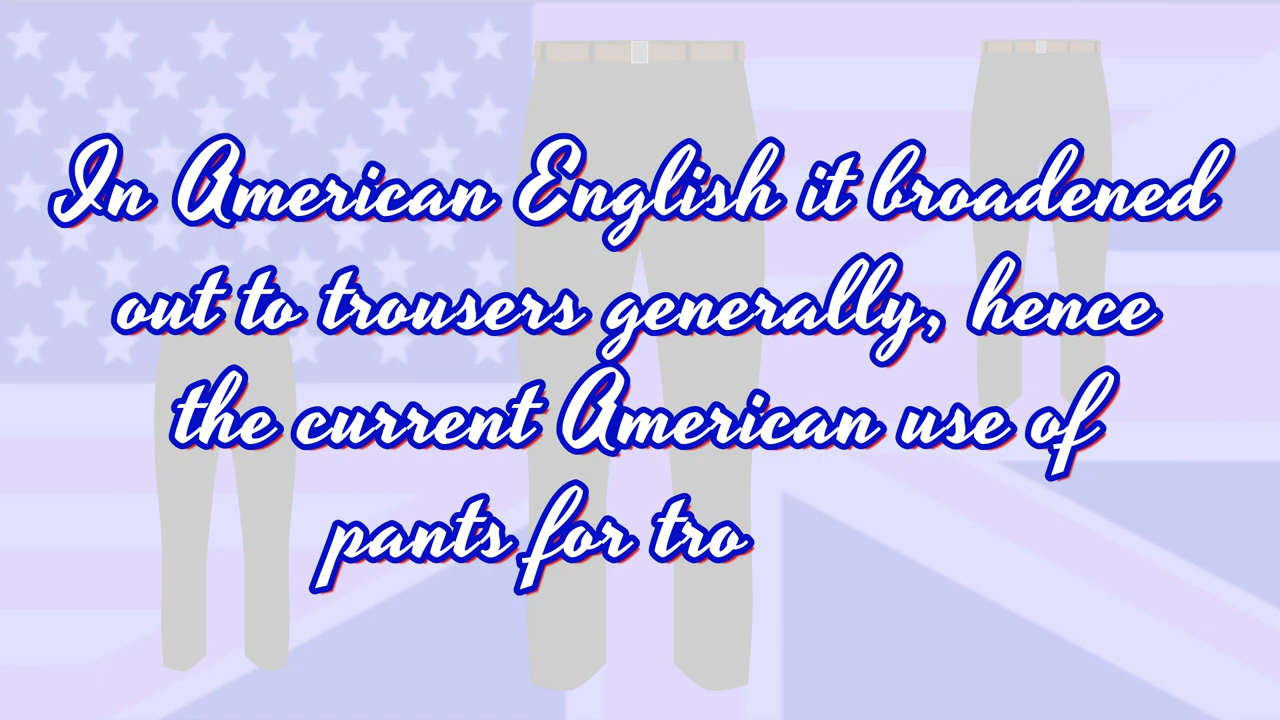 In American English it broadened
out to trousers generally, hence
the current American use of
pants for tro